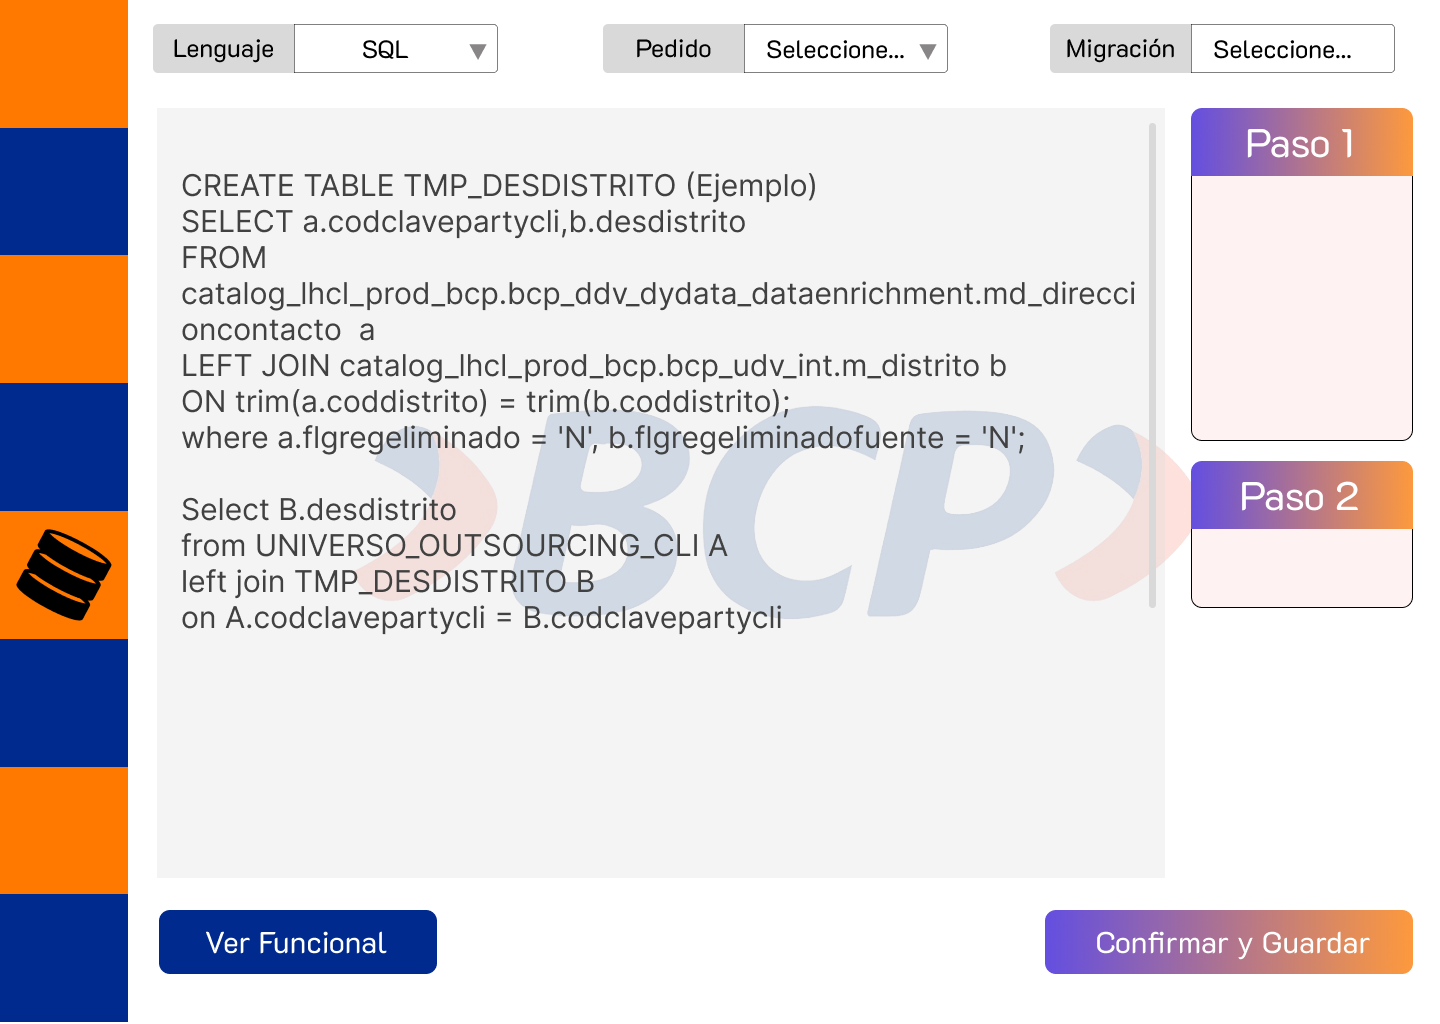 Lenguaje SQL Pedido Seleccione... Migración Seleccione...
CREATE TABLE TMP_DESDISTRITO (Ejemplo)
SELECT a.codclavepartycli,b.desdistrito
FROM
catalog_lhcl_prod_bcp.bcp_ddv_dydata_dataenrichment.md_direcci
oncontacto  a
LEFT JOIN catalog_lhcl_prod_bcp.bcp_udv_int.m_distrito b
ON trim(a.coddistrito) = trim(b.coddistrito);
where a.flgregeliminado = 'N', b.flgregeliminadofuente = 'N';
Select B.desdistrito
from UNIVERSO_OUTSOURCING_CLI A
left join TMP_DESDISTRITO B
on A.codclavepartycli = B.codclavepartycli
BCP
Paso 1
Paso 2
Ver Funcional
Confirmar y Guardar